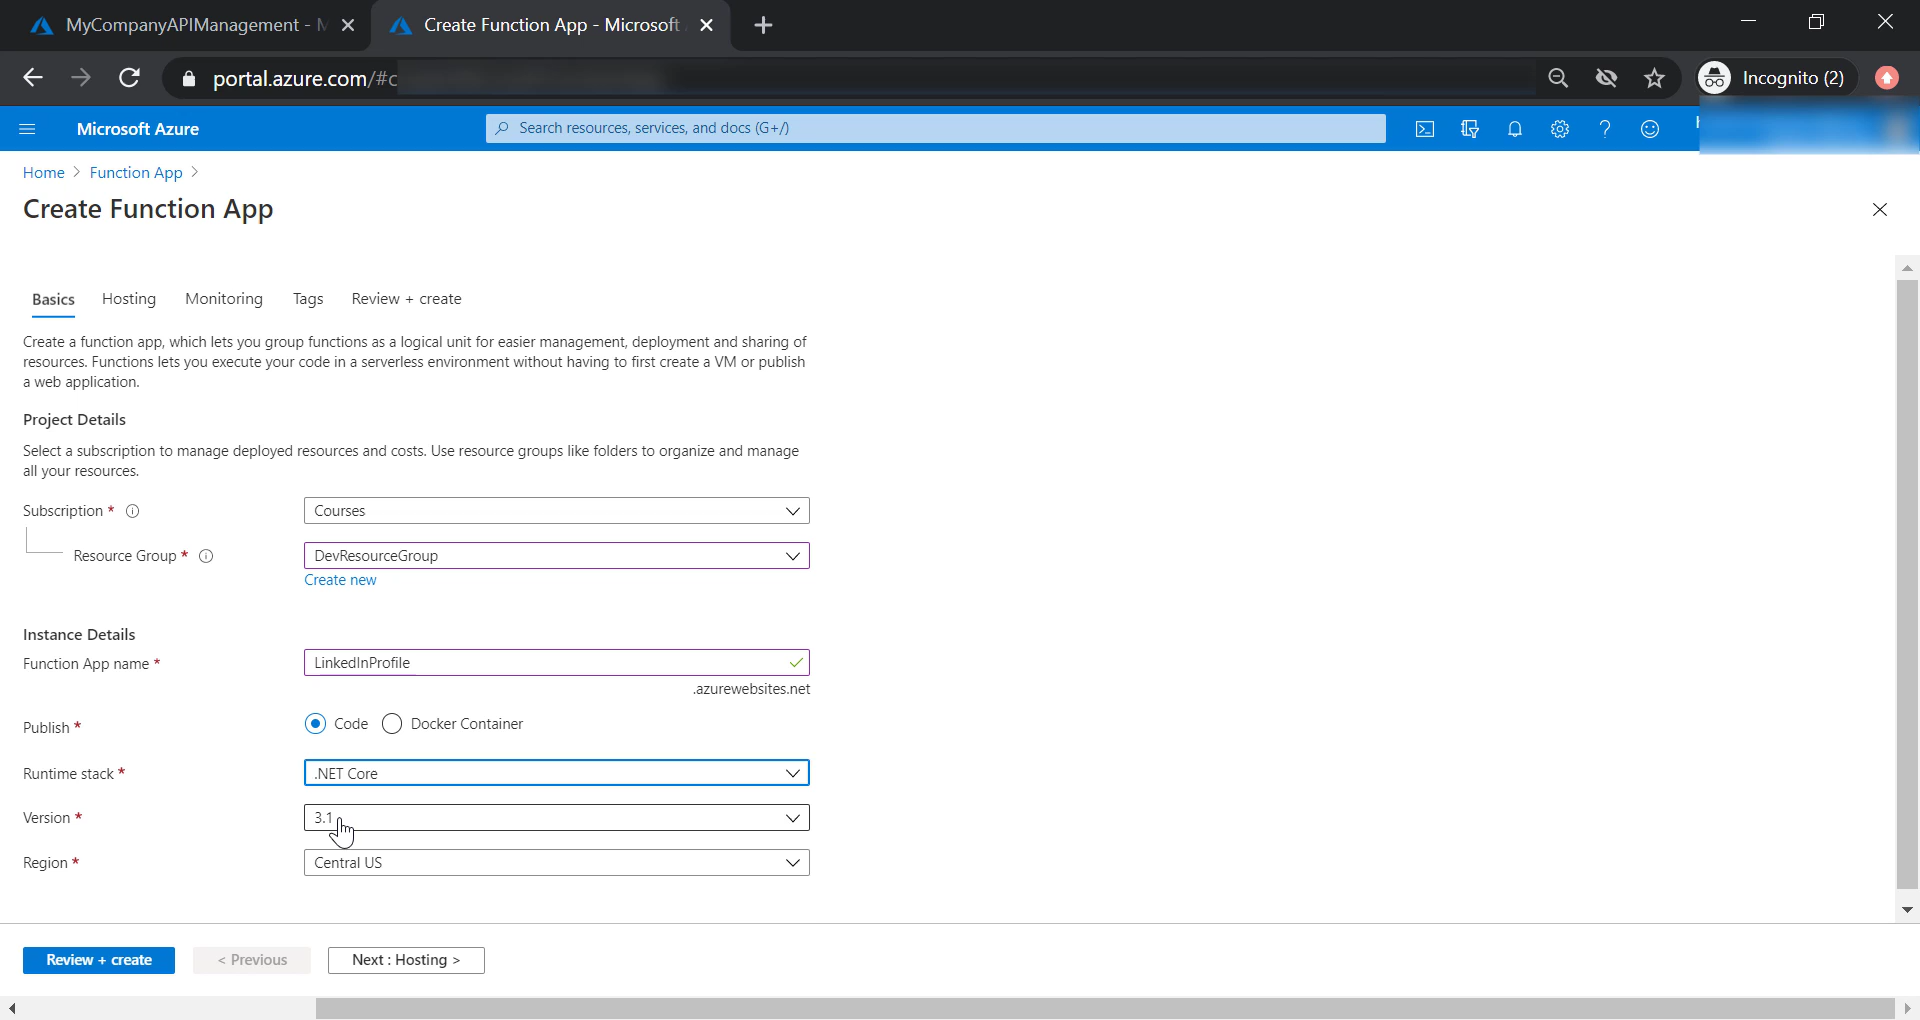 MyCompanyAPIManagement - M
Create Function App - Microsoft
portal.azure.com/#c
Incognito (2)
Microsoft Azure
Search resources, services, and docs (G+/)
Home > Function App >
Create Function App
Basics Hosting Monitoring Tags Review + create
Create a function app, which lets you group functions as a logical unit for easier management, deployment and sharing of
resources. Functions lets you execute your code in a serverless environment without having to first create a VM or publish
a web application.
Project Details
Select a subscription to manage deployed resources and costs. Use resource groups like folders to organize and manage
all your resources.
Subscription *
Courses
Resource Group *
DevResourceGroup
Create new
Instance Details
Function App name *
LinkedInProfile
.azurewebsites.net
Publish *
Code Docker Container
Runtime stack *
.NET Core
Version *
3.1
Region *
Central US
Review + create
< Previous
Next : Hosting >